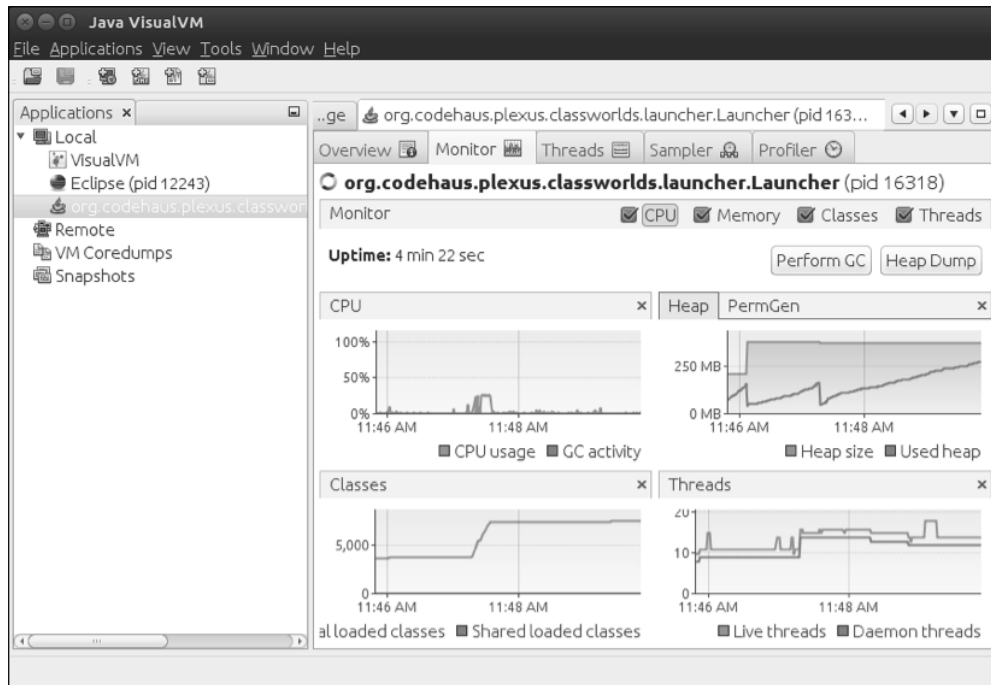 Java VisualVM
File Applications View Tools Window Help
Applications
Local
VisualVM
Eclipse (pid 12243)
org.codehaus.plexus.classwor
Remote
VM Coredumps
Snapshots
..ge org.codehaus.plexus.classworlds.launcher.Launcher (pid 163...
Overview Monitor Threads Sampler Profiler
org.codehaus.plexus.classworlds.launcher.Launcher (pid 16318)
Monitor CPU Memory Classes Threads
Uptime: 4 min 22 sec Perform GC Heap Dump
CPU
100%
50%
0%
11:46 AM 11:48 AM
CPU usage GC activity
Heap PermGen
250 MB
0 MB
11:46 AM 11:48 AM
Heap size Used heap
Classes
5,000
0
11:46 AM 11:48 AM
al loaded classes Shared loaded classes
Threads
20
10
0
11:46 AM 11:48 AM
Live threads Daemon threads